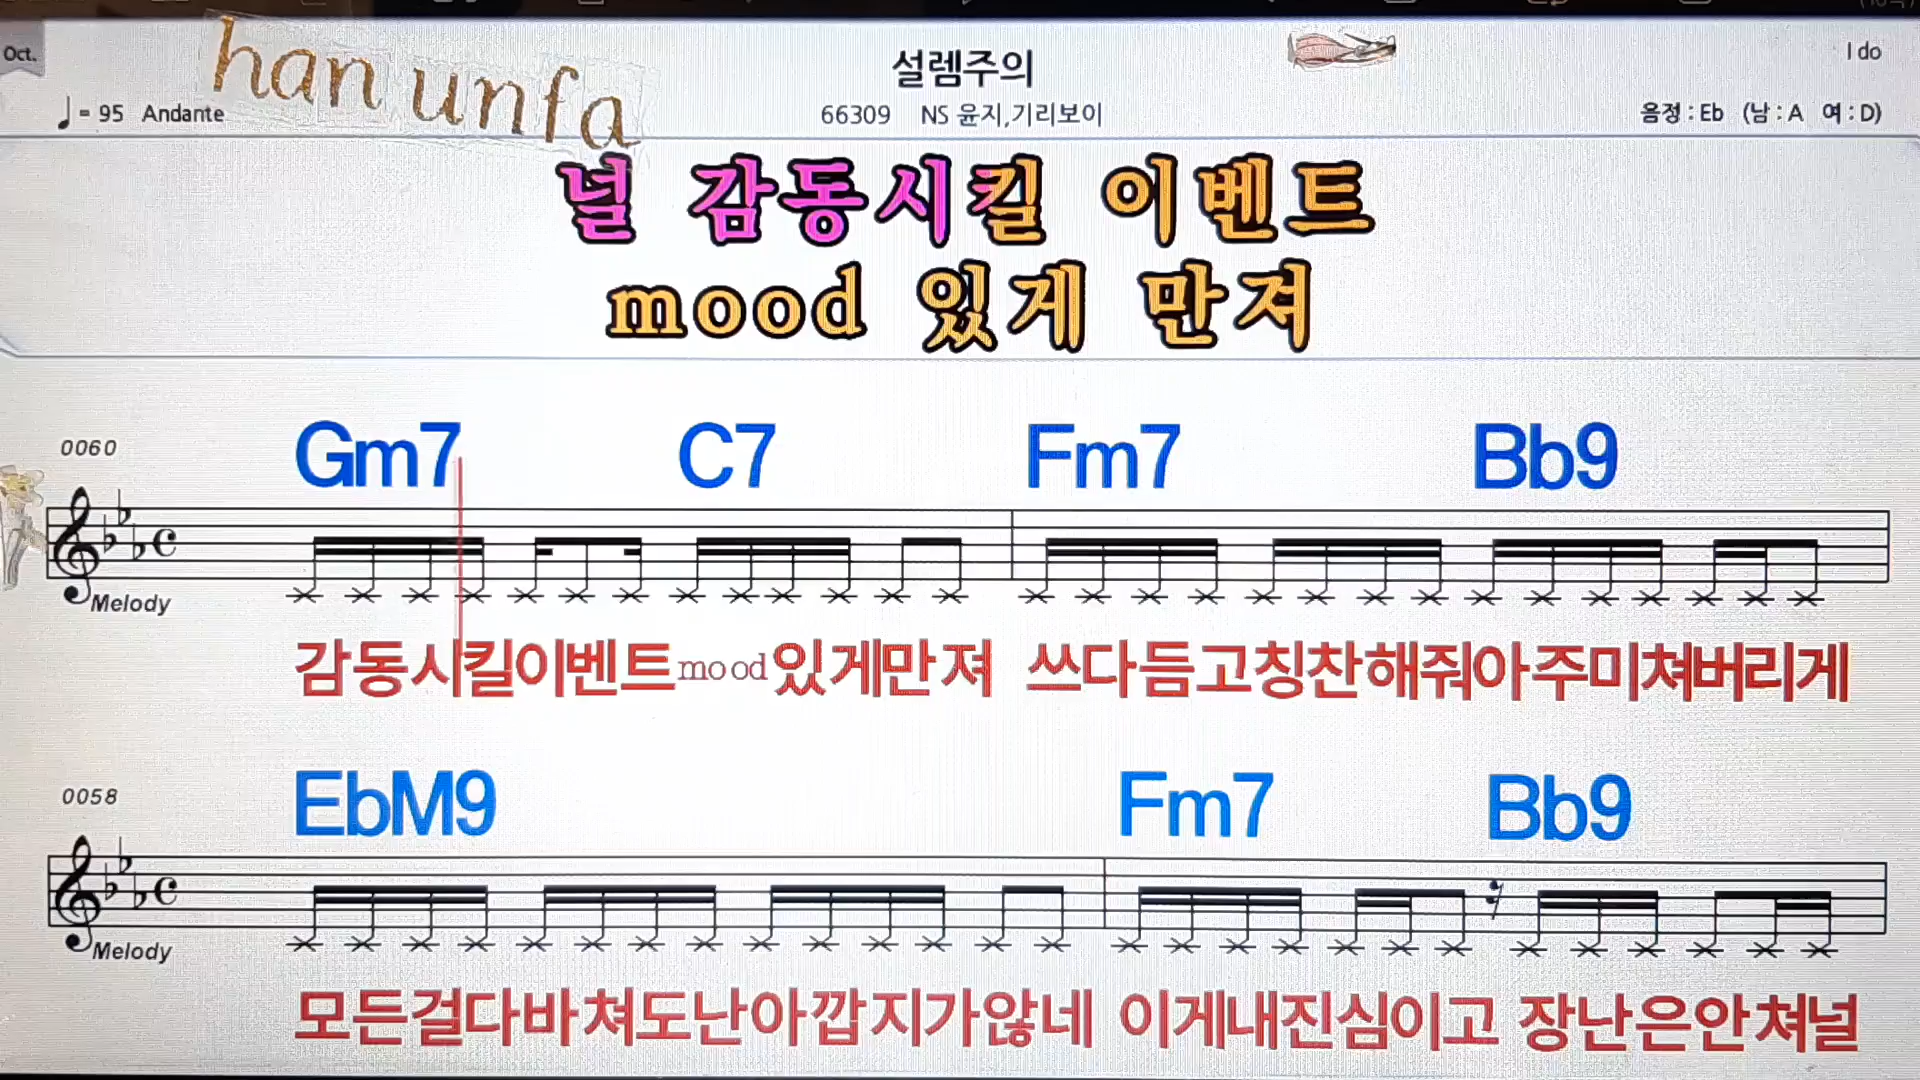 Oct.
han unfa
설렘주의
I do
♩= 95 Andante
66309 NS 윤지,기리보이
음정 : Eb (남 : A 여 : D)
널 감동시킬 이벤트
mood 있게 만져
0060
Gm7 C7 Fm7 Bb9
Melody
감동시킬이벤트mood있게만져 쓰다듬고칭찬해줘아주미쳐버리게
0058
EbM9 Fm7 Bb9
Melody
모든걸다바쳐도난아깝지가않네 이게내진심이고 장난은안쳐널